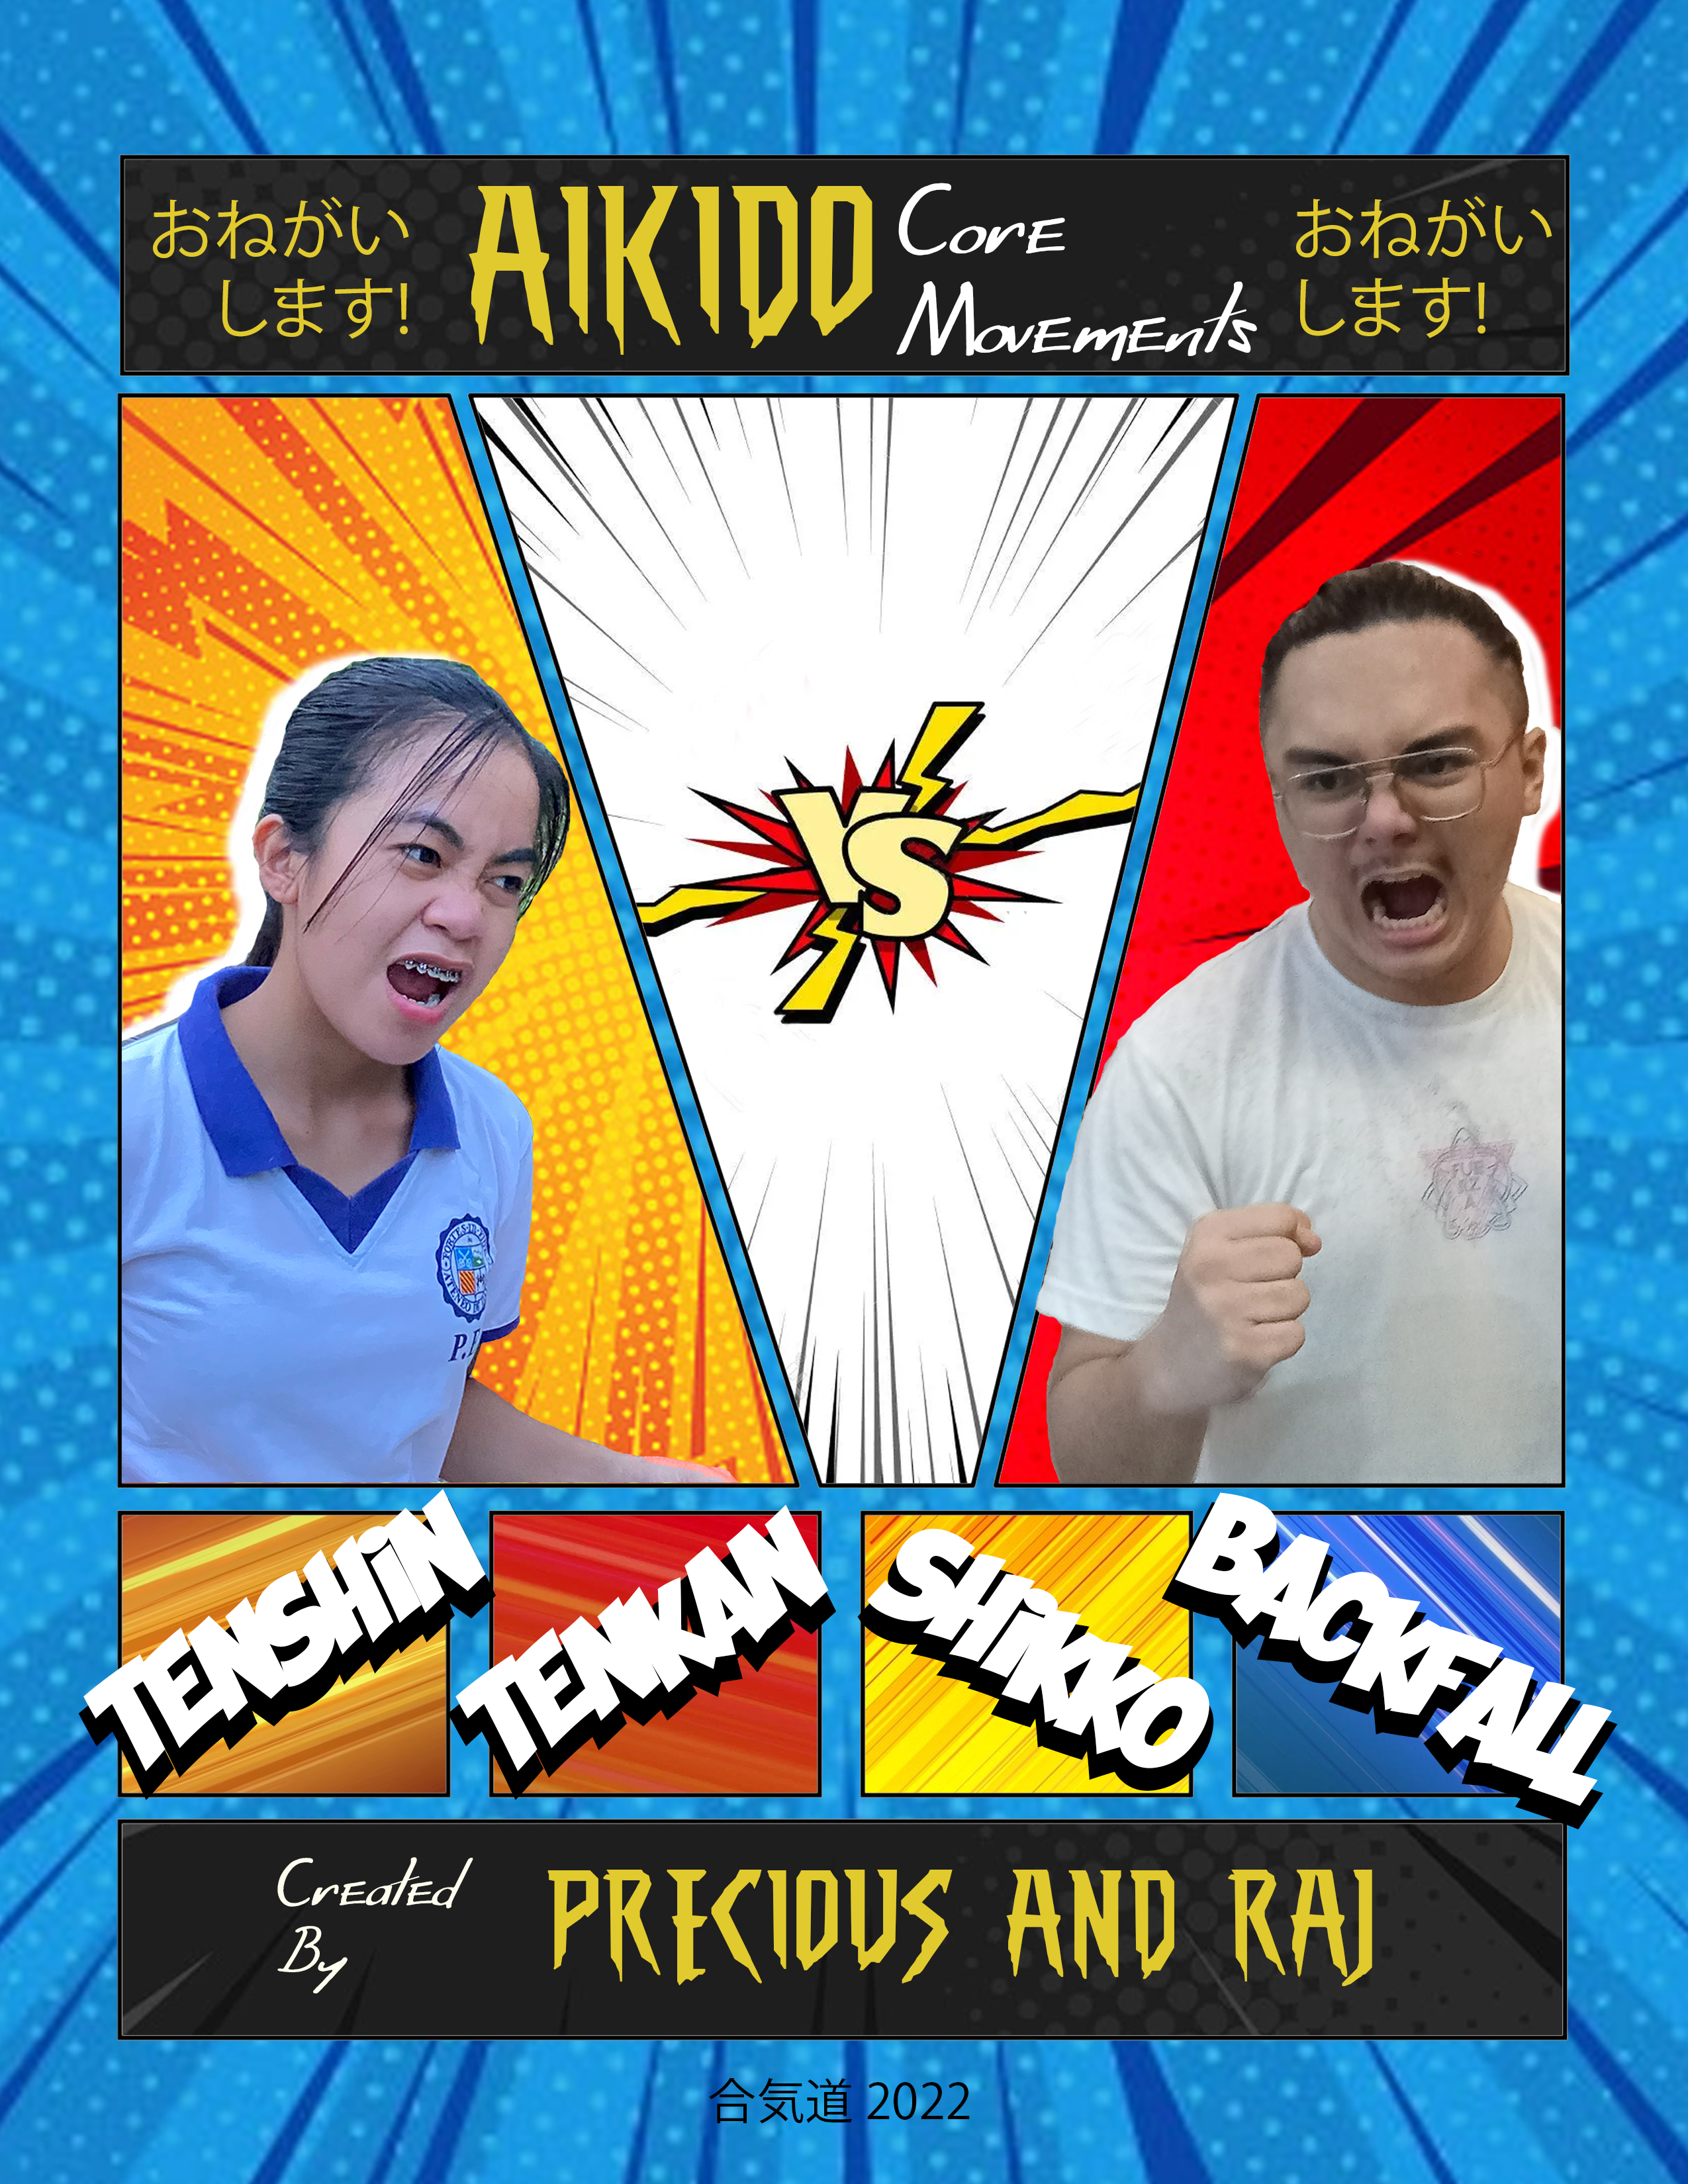 おねがい
します!
AIKIDO
Core
Movements
おねがい
します!
VS
P.E
TENSHIN
TENKAN
SHIKKO
BACKFALL
Created
By
PRECIOUS AND RAJ
合気道 2022